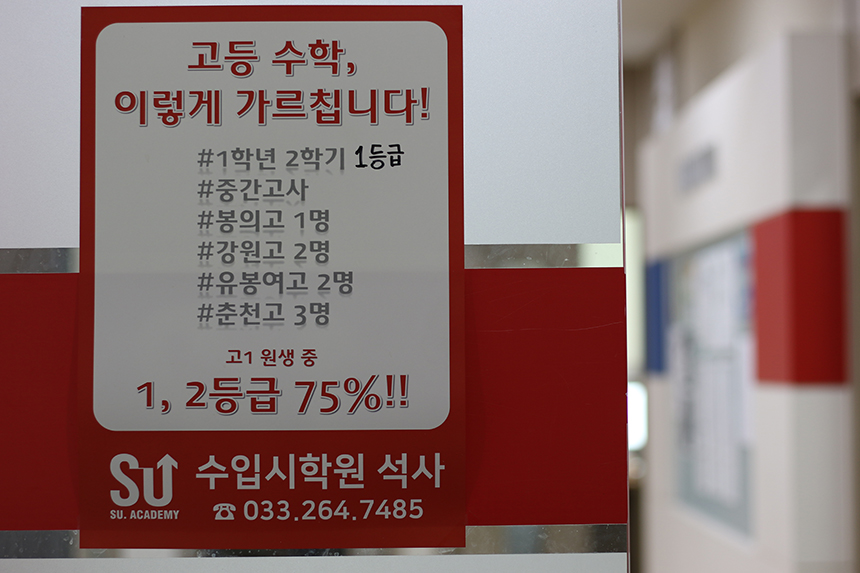 고등 수학,
이렇게 가르칩니다!
#1학년 2학기 1등급
#중간고사
#봉의고 1명
#강원고 2명
#유봉여고 2명
#춘천고 3명
고1 원생 중
1, 2등급 75%!!
SU 수입시학원 석사
SU. ACADEMY ☎ 033.264.7485